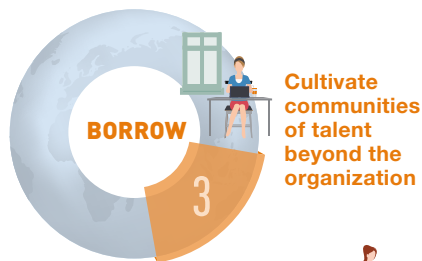 BORROW
3
Cultivate
communities
of talent
beyond the
organization